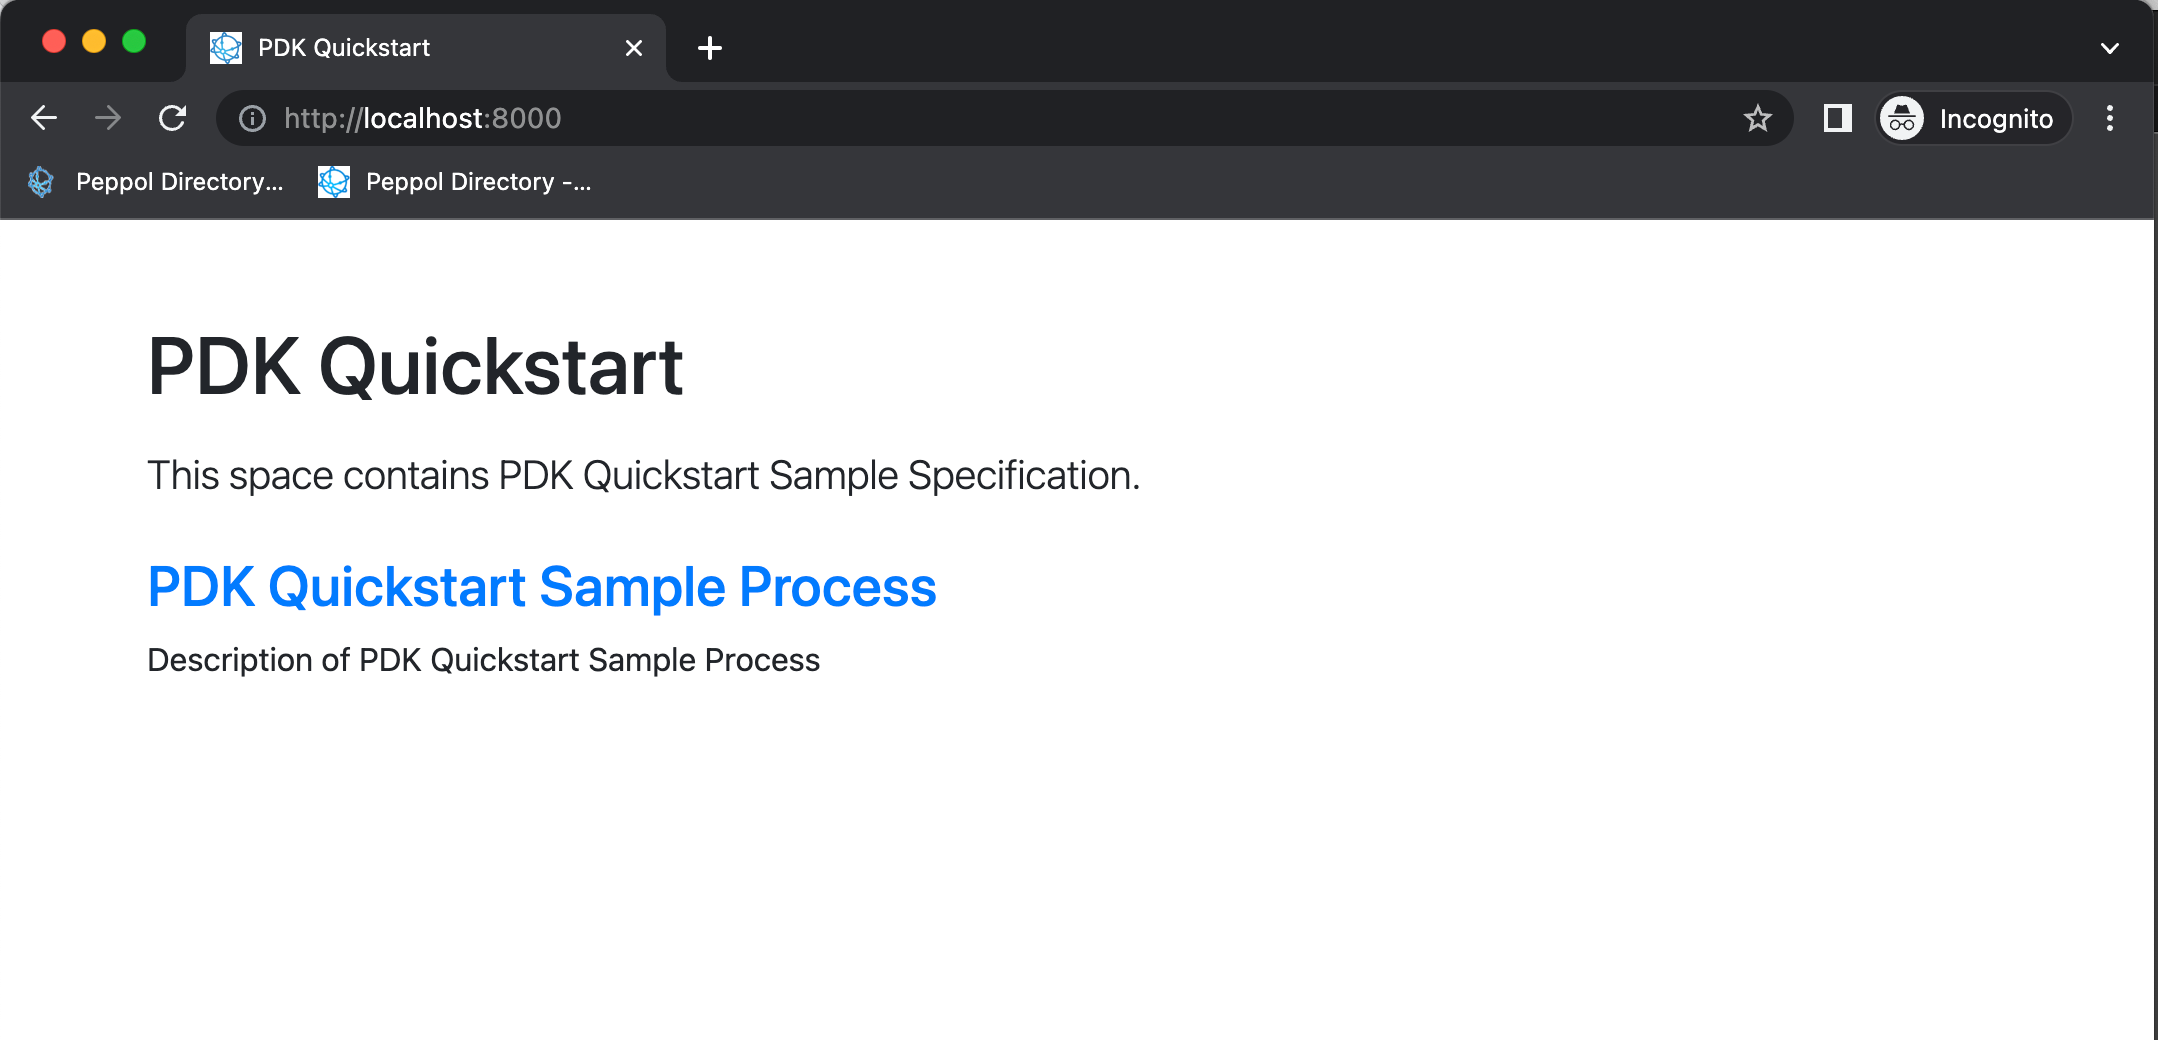 PDK Quickstart
http://localhost:8000
Incognito
Peppol Directory...
Peppol Directory -...
PDK Quickstart
This space contains PDK Quickstart Sample Specification.
PDK Quickstart Sample Process
Description of PDK Quickstart Sample Process